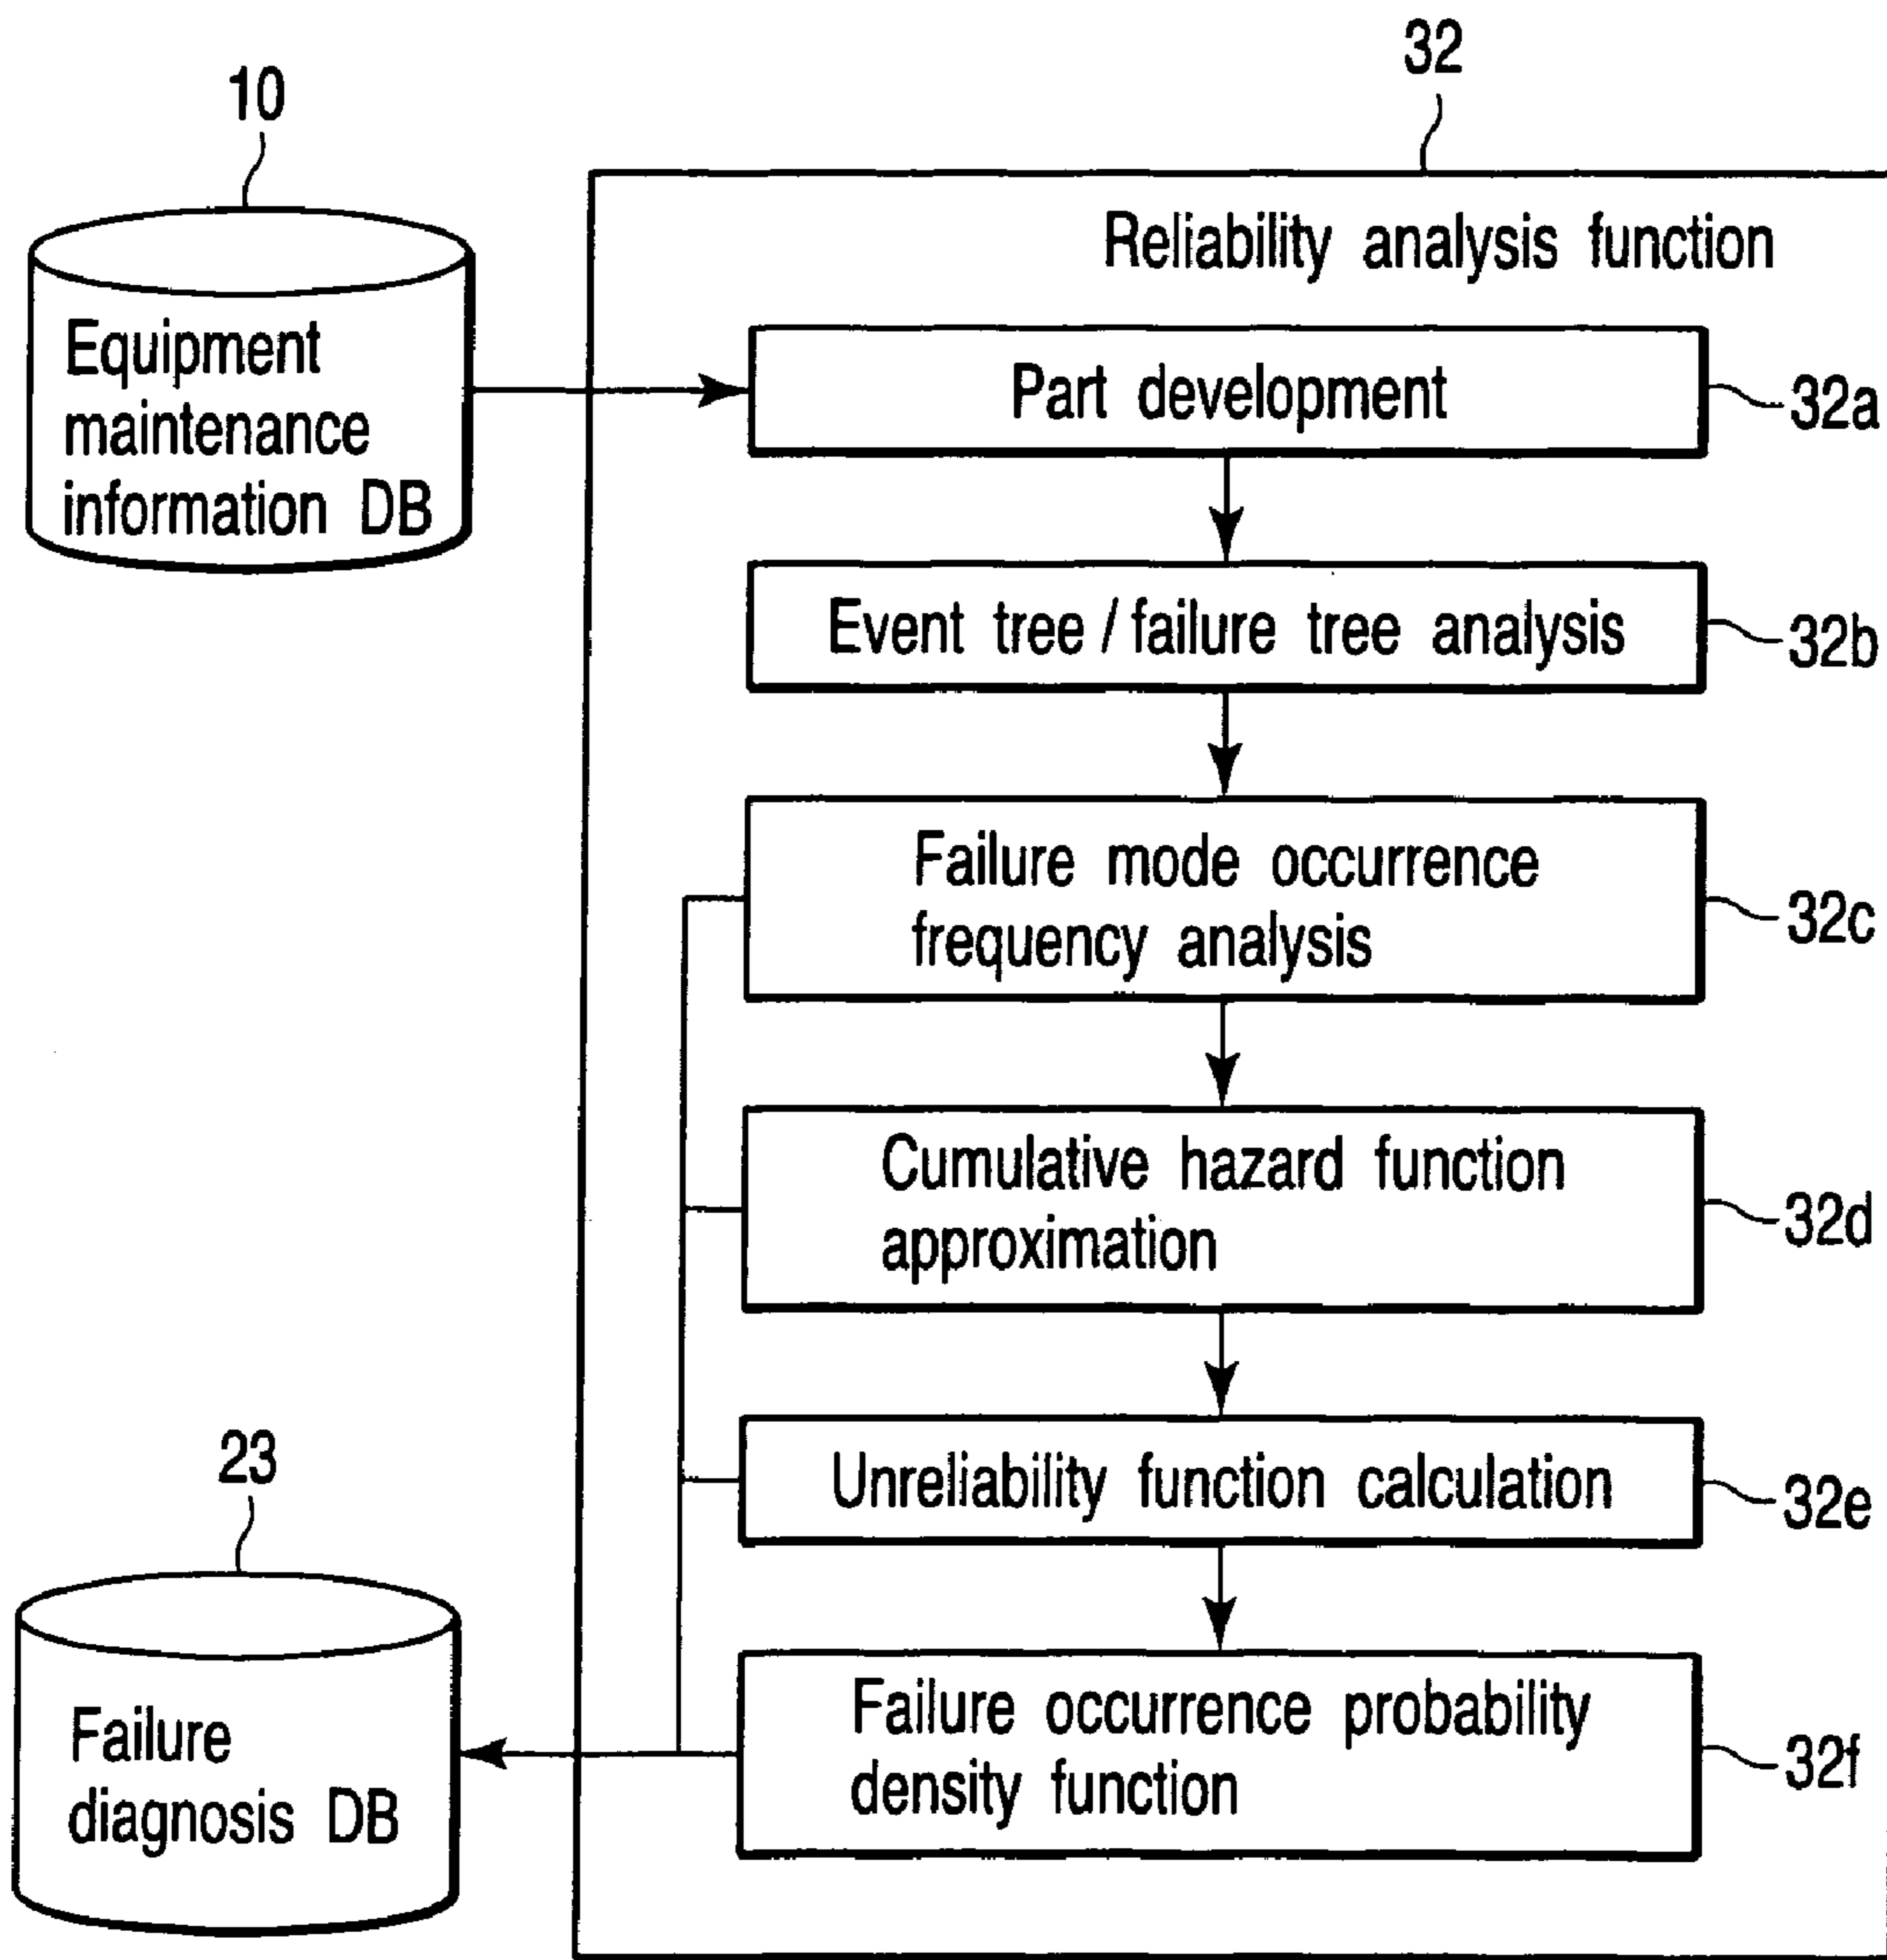 32
10
Reliability analysis function
Equipment
maintenance
information DB
Part development
32a
Event tree / failure tree analysis
32b
Failure mode occurrence
frequency analysis
32c
Cumulative hazard function
approximation
32d
Unreliability function calculation
32e
23
Failure
diagnosis DB
Failure occurrence probability
density function
32f